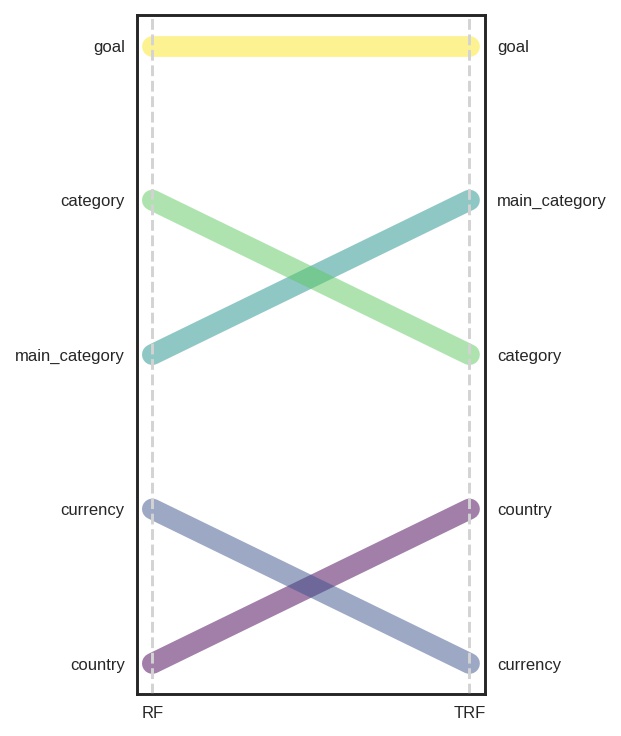 goal
goal
category
main_category
main_category
category
currency
country
country
currency
RF
TRF